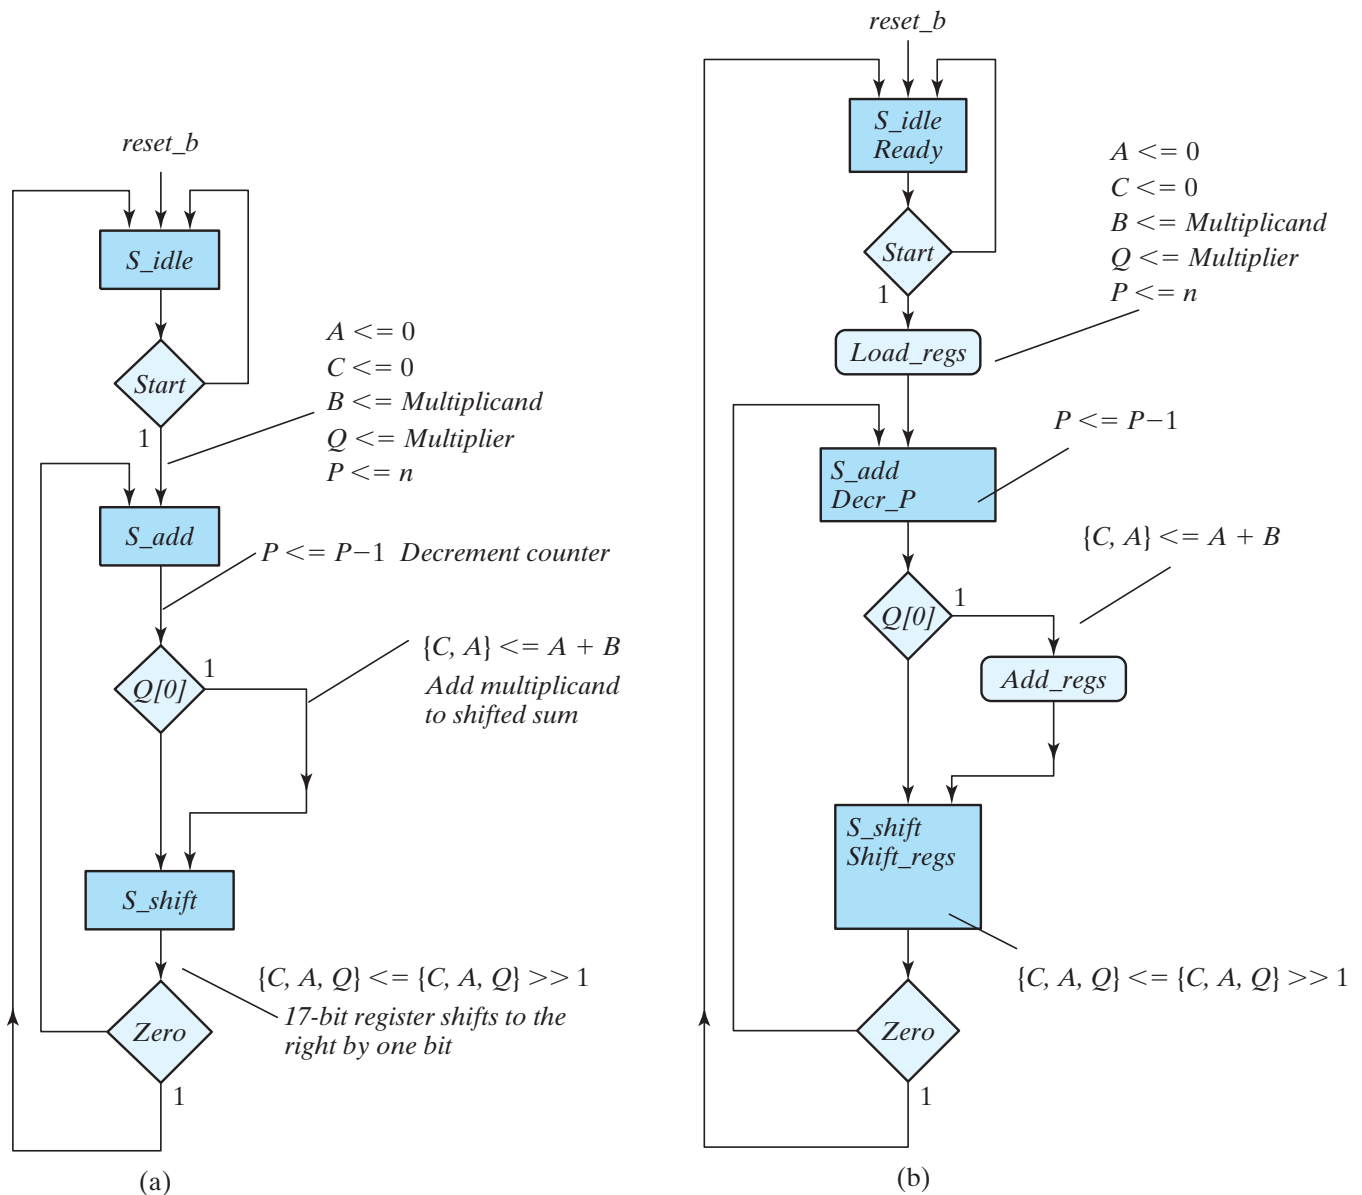 reset_b
S_idle
Start
1
A <= 0
C <= 0
B <= Multiplicand
Q <= Multiplier
P <= n
S_add
P <= P−1 Decrement counter
Q[0]
1
{C, A} <= A + B
Add multiplicand
to shifted sum
S_shift
{C, A, Q} <= {C, A, Q} >> 1
17-bit register shifts to the
right by one bit
Zero
1
(a)
reset_b
S_idle
Ready
Start
1
A <= 0
C <= 0
B <= Multiplicand
Q <= Multiplier
P <= n
Load_regs
P <= P−1
S_add
Decr_P
{C, A} <= A + B
Q[0]
1
Add_regs
S_shift
Shift_regs
{C, A, Q} <= {C, A, Q} >> 1
Zero
1
(b)